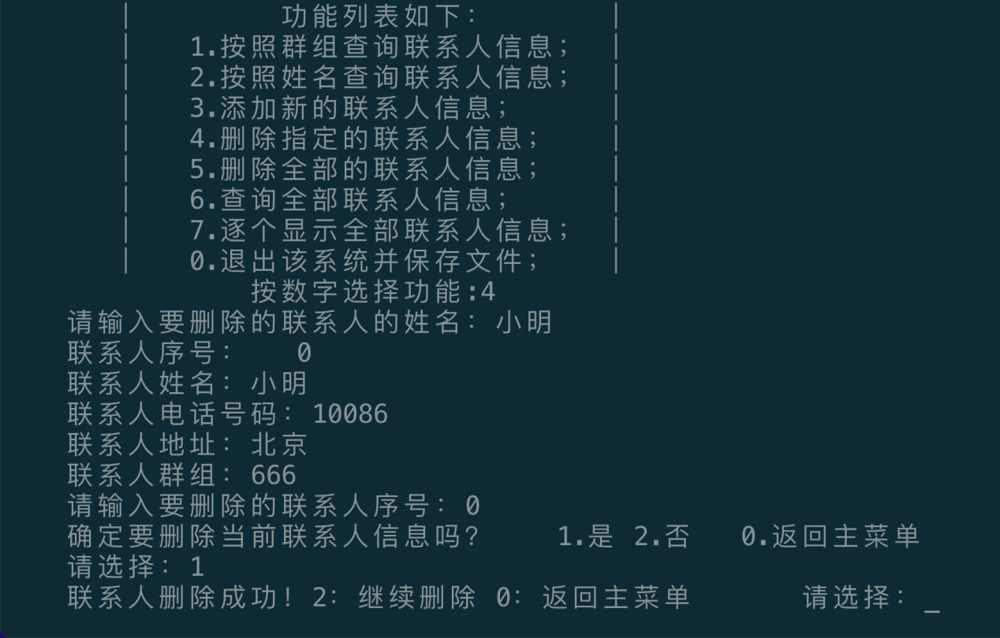 |          功能列表如下：         |
|    1.按照群组查询联系人信息；   |
|    2.按照姓名查询联系人信息；   |
|    3.添加新的联系人信息；       |
|    4.删除指定的联系人信息；     |
|    5.删除全部的联系人信息；     |
|    6.查询全部联系人信息；       |
|    7.逐个显示全部联系人信息；   |
|    0.退出该系统并保存文件；     |
按数字选择功能:4
请输入要删除的联系人的姓名：小明
联系人序号：   0
联系人姓名：小明
联系人电话号码：10086
联系人地址：北京
联系人群组：666
请输入要删除的联系人序号：0
确定要删除当前联系人信息吗？     1.是 2.否   0.返回主菜单
请选择：1
联系人删除成功！2：继续删除 0：返回主菜单       请选择：_